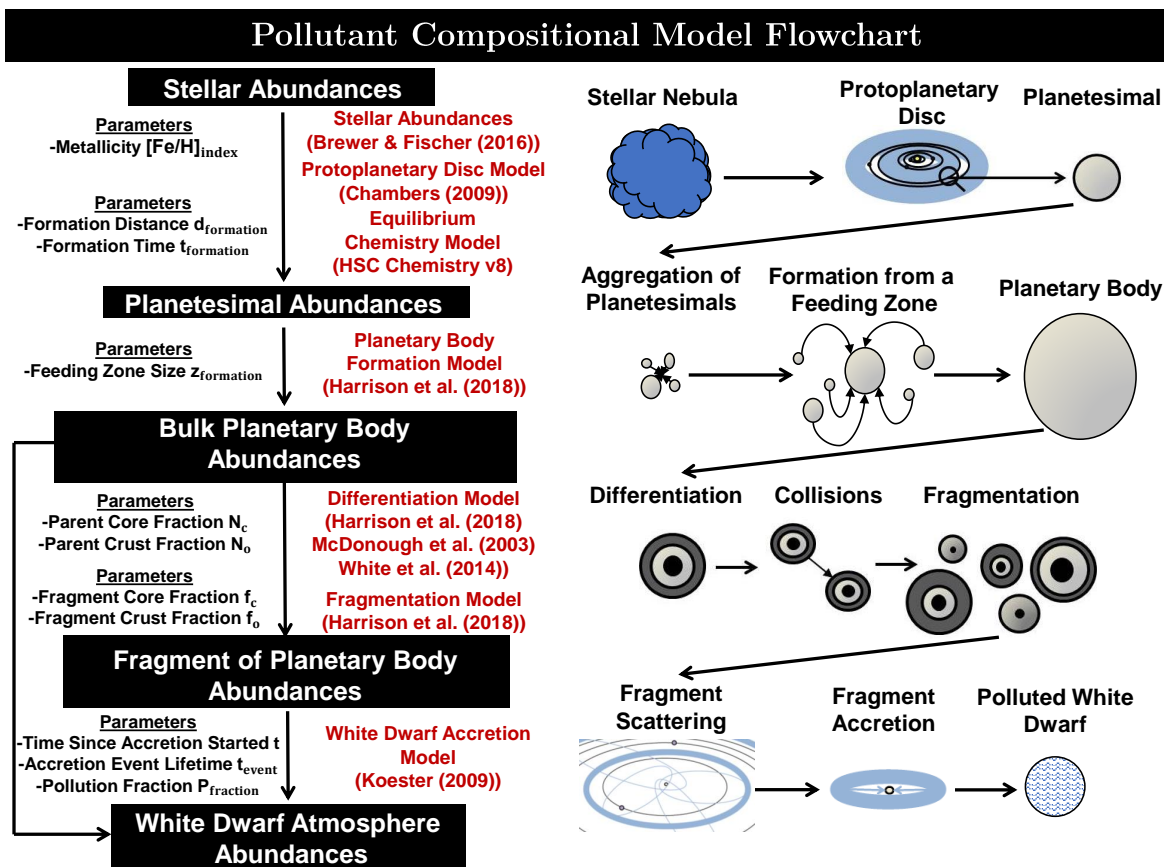 Pollutant Compositional Model Flowchart
Stellar Abundances
Parameters
-Metallicity [Fe/H]index
Stellar Abundances
(Brewer & Fischer (2016))
Protoplanetary Disc Model
(Chambers (2009))
Parameters
-Formation Distance dformation
-Formation Time tformation
Equilibrium
Chemistry Model
(HSC Chemistry v8)
Planetesimal Abundances
Parameters
-Feeding Zone Size zformation
Planetary Body
Formation Model
(Harrison et al. (2018))
Bulk Planetary Body
Abundances
Parameters
-Parent Core Fraction Nc
-Parent Crust Fraction No
Differentiation Model
(Harrison et al. (2018)
McDonough et al. (2003)
White et al. (2014))
Parameters
-Fragment Core Fraction fc
-Fragment Crust Fraction fo
Fragmentation Model
(Harrison et al. (2018))
Fragment of Planetary Body
Abundances
Parameters
-Time Since Accretion Started t
-Accretion Event Lifetime tevent
-Pollution Fraction Pfraction
White Dwarf Accretion
Model
(Koester (2009))
White Dwarf Atmosphere
Abundances
Stellar Nebula
Protoplanetary
Disc
Planetesimal
Aggregation of
Planetesimals
Formation from a
Feeding Zone
Planetary Body
Differentiation
Collisions
Fragmentation
Fragment
Scattering
Fragment
Accretion
Polluted White
Dwarf